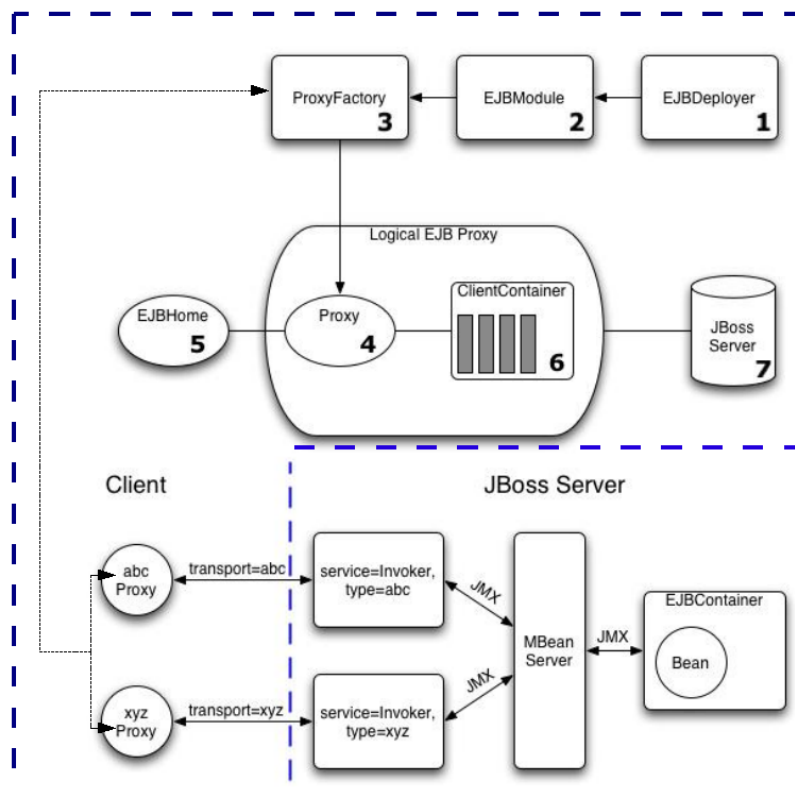 ProxyFactory
3
EJBModule
2
EJBDeployer
1
Logical EJB Proxy
EJBHome
5
Proxy
4
ClientContainer
6
JBoss
Server
7
Client
JBoss Server
abc
Proxy
transport=abc
service=Invoker,
type=abc
JMX
MBean
Server
JMX
EJBContainer
Bean
xyz
Proxy
transport=xyz
service=Invoker,
type=xyz
JMX